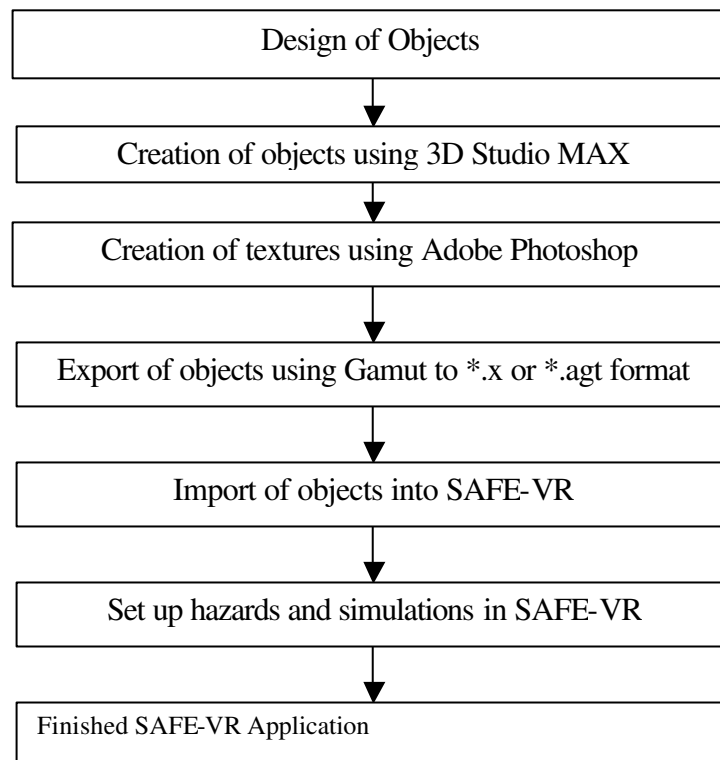 Design of Objects
Creation of objects using 3D Studio MAX
Creation of textures using Adobe Photoshop
Export of objects using Gamut to *.x or *.agt format
Import of objects into SAFE-VR
Set up hazards and simulations in SAFE-VR
Finished SAFE-VR Application